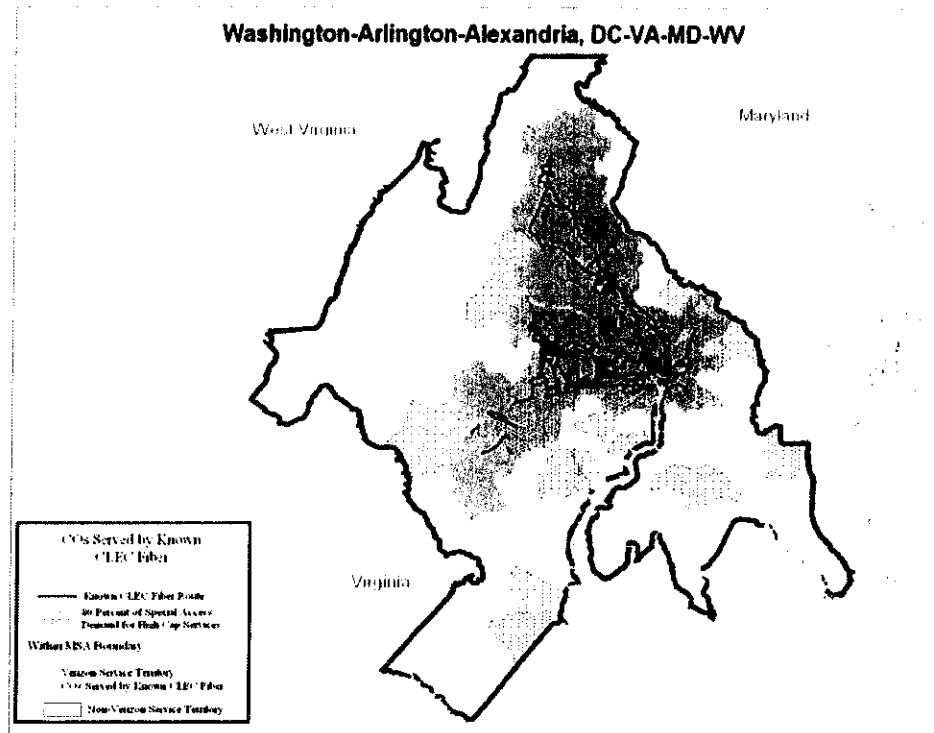 Washington-Arlington-Alexandria, DC-VA-MD-WV
West Virginia
Maryland
Virginia
COs Served by Known
CLEC Fiber
Known CLEC Fiber Route
80 Percent of Special Access
Demand for High Cap Services
Within MSA Boundary
Verizon Service Territory
COs Served by Known CLEC Fiber
Non-Verizon Service Territory